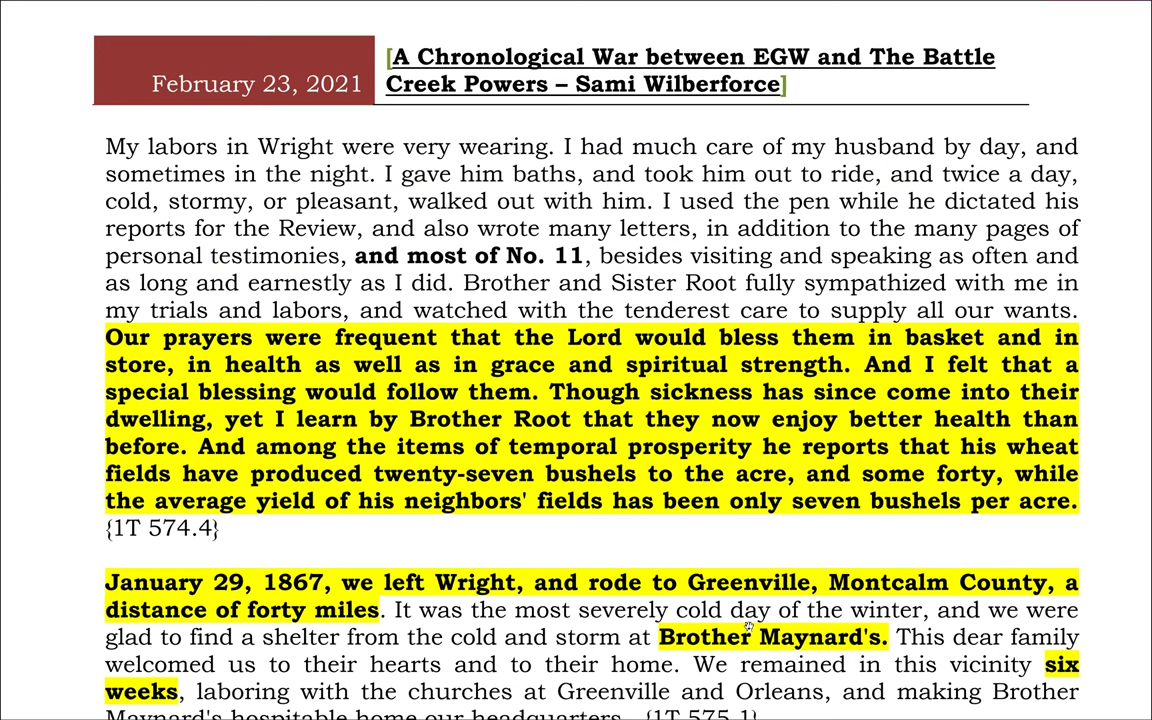 February 23, 2021
[A Chronological War between EGW and The Battle
Creek Powers – Sami Wilberforce]
My labors in Wright were very wearing. I had much care of my husband by day, and
sometimes in the night. I gave him baths, and took him out to ride, and twice a day,
cold, stormy, or pleasant, walked out with him. I used the pen while he dictated his
reports for the Review, and also wrote many letters, in addition to the many pages of
personal testimonies, and most of No. 11, besides visiting and speaking as often and
as long and earnestly as I did. Brother and Sister Root fully sympathized with me in
my trials and labors, and watched with the tenderest care to supply all our wants.
Our prayers were frequent that the Lord would bless them in basket and in
store, in health as well as in grace and spiritual strength. And I felt that a
special blessing would follow them. Though sickness has since come into their
dwelling, yet I learn by Brother Root that they now enjoy better health than
before. And among the items of temporal prosperity he reports that his wheat
fields have produced twenty-seven bushels to the acre, and some forty, while
the average yield of his neighbors' fields has been only seven bushels per acre.
{1T 574.4}
January 29, 1867, we left Wright, and rode to Greenville, Montcalm County, a
distance of forty miles. It was the most severely cold day of the winter, and we were
glad to find a shelter from the cold and storm at Brother Maynard's. This dear family
welcomed us to their hearts and to their home. We remained in this vicinity six
weeks, laboring with the churches at Greenville and Orleans, and making Brother
Maynard's hospitable home our headquarters. {1T 575.1}